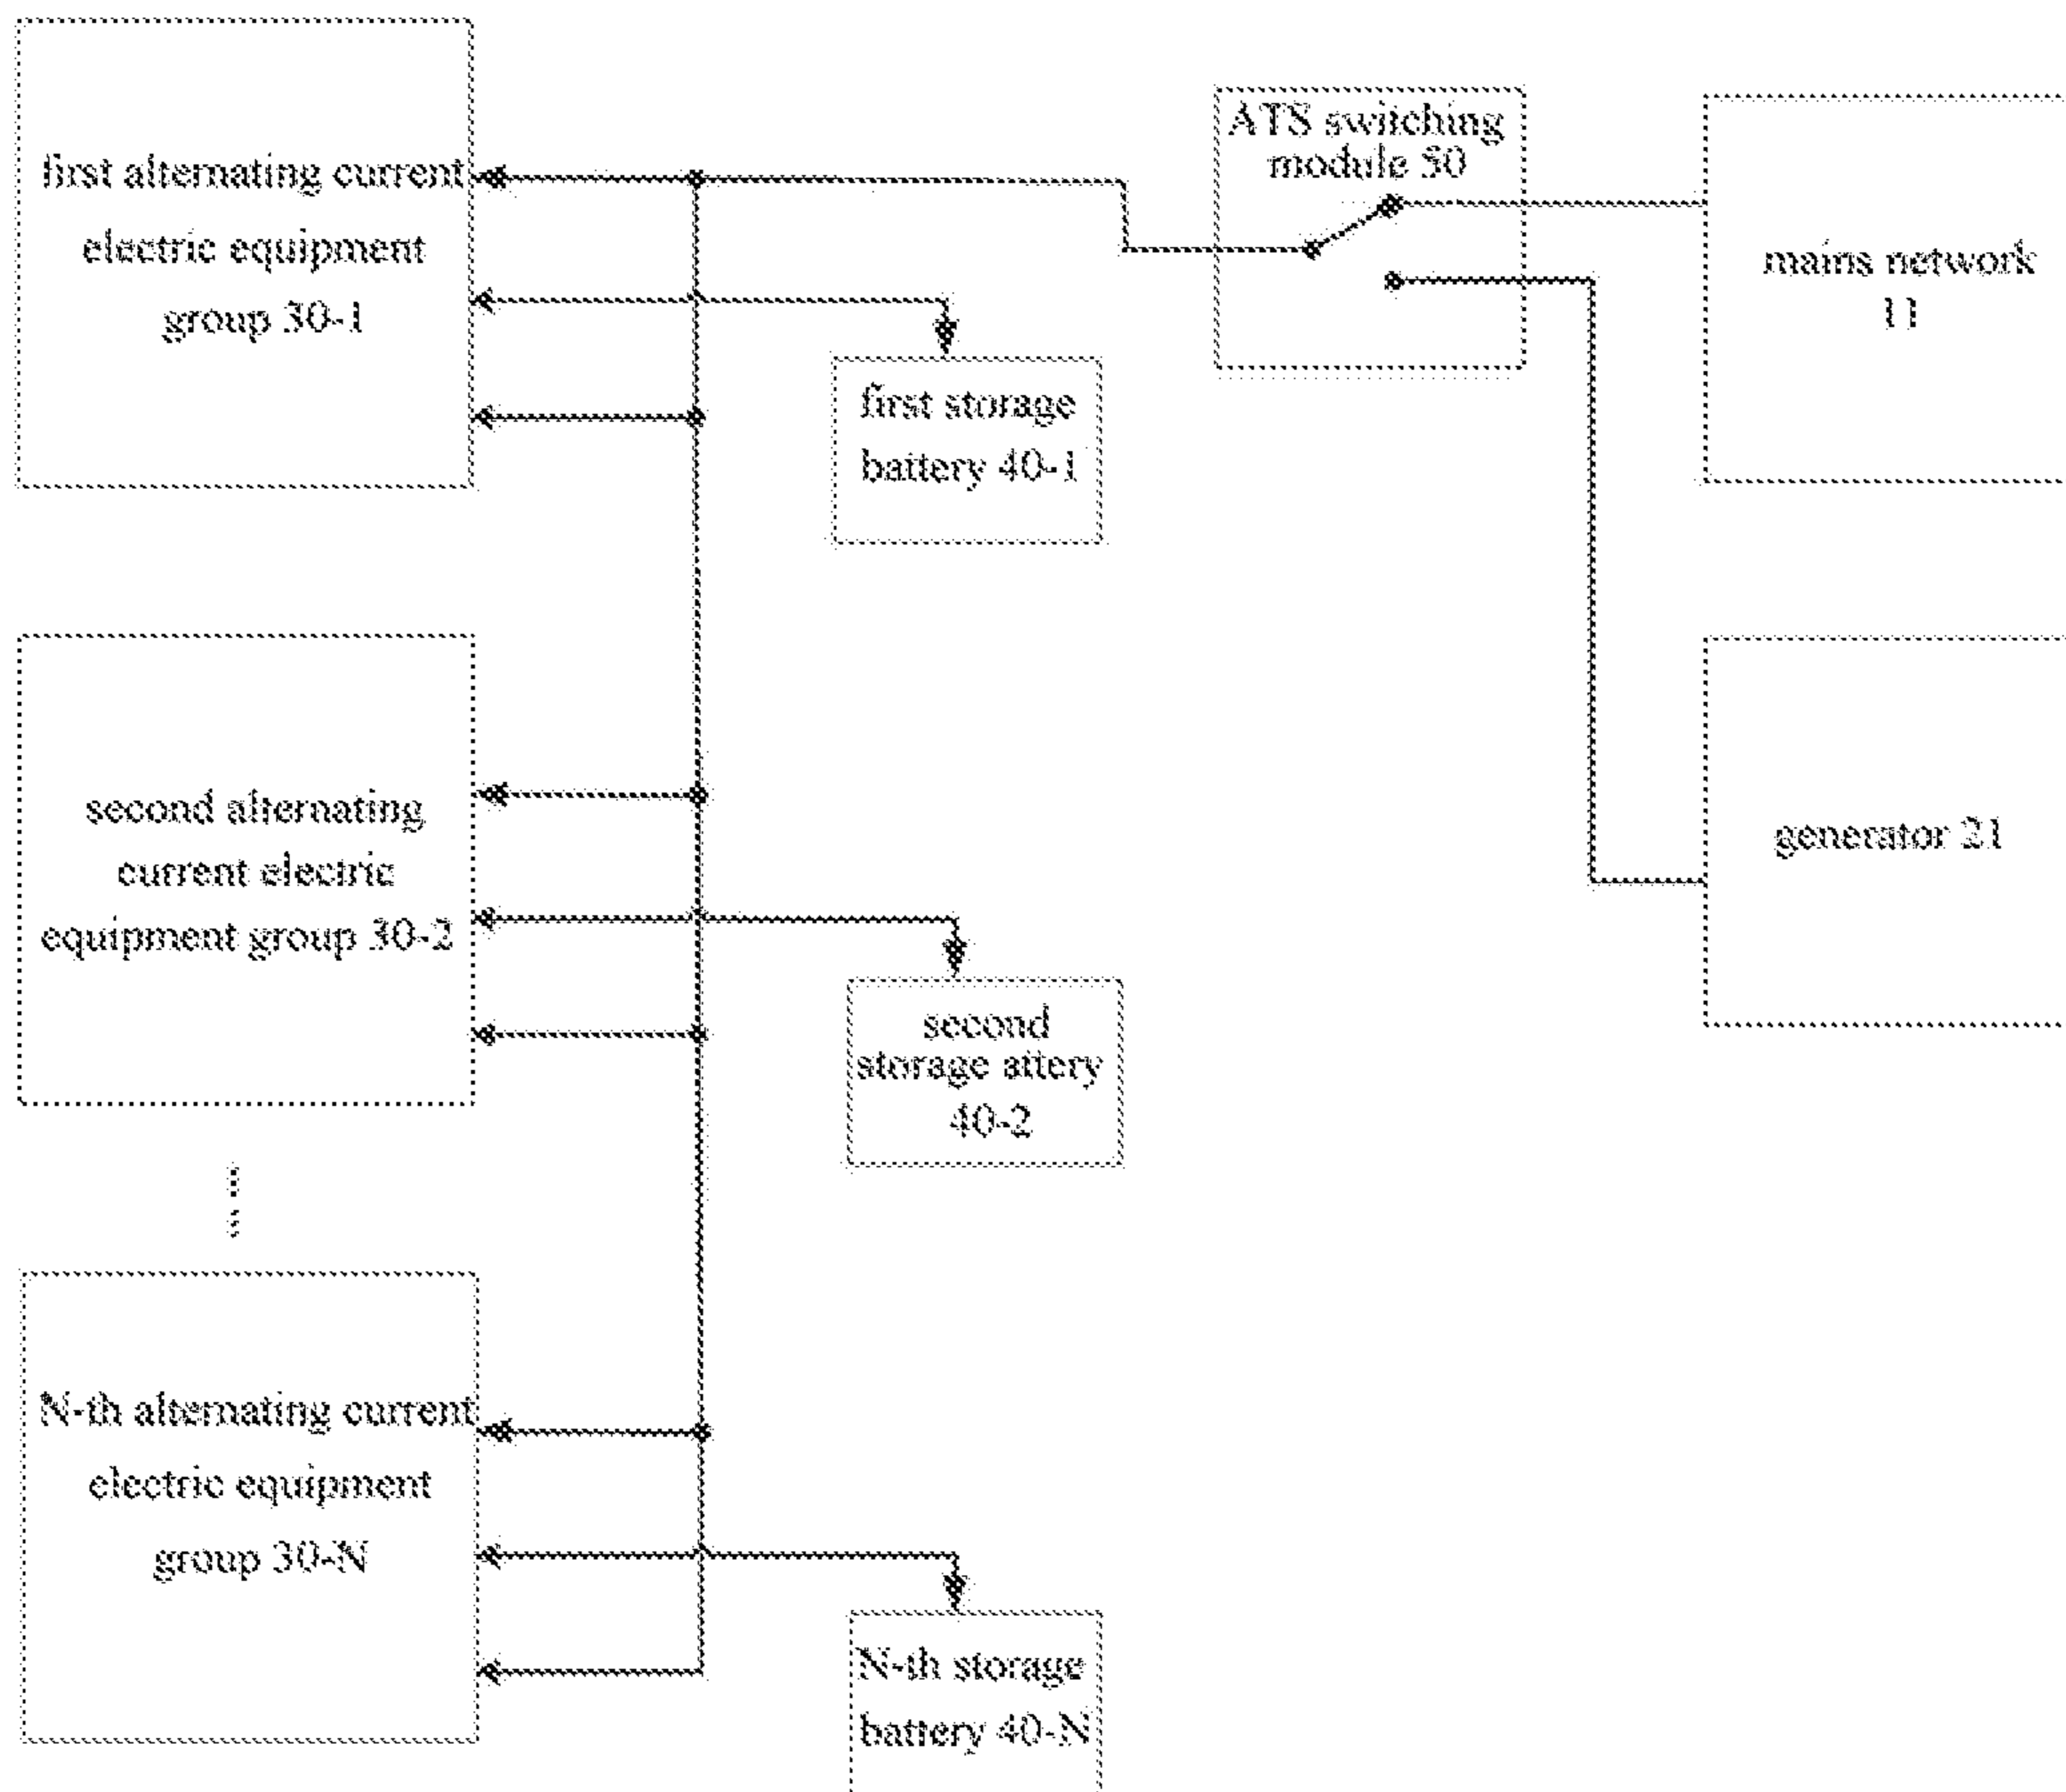 first alternating current
electric equipment
group 30-1
ATS switching
module 50
mains network
11
first storage
battery 40-1
second alternating
current electric
equipment group 30-2
generator 21
second
storage attery
40-2
N-th alternating current
electric equipment
group 30-N
N-th storage
battery 40-N